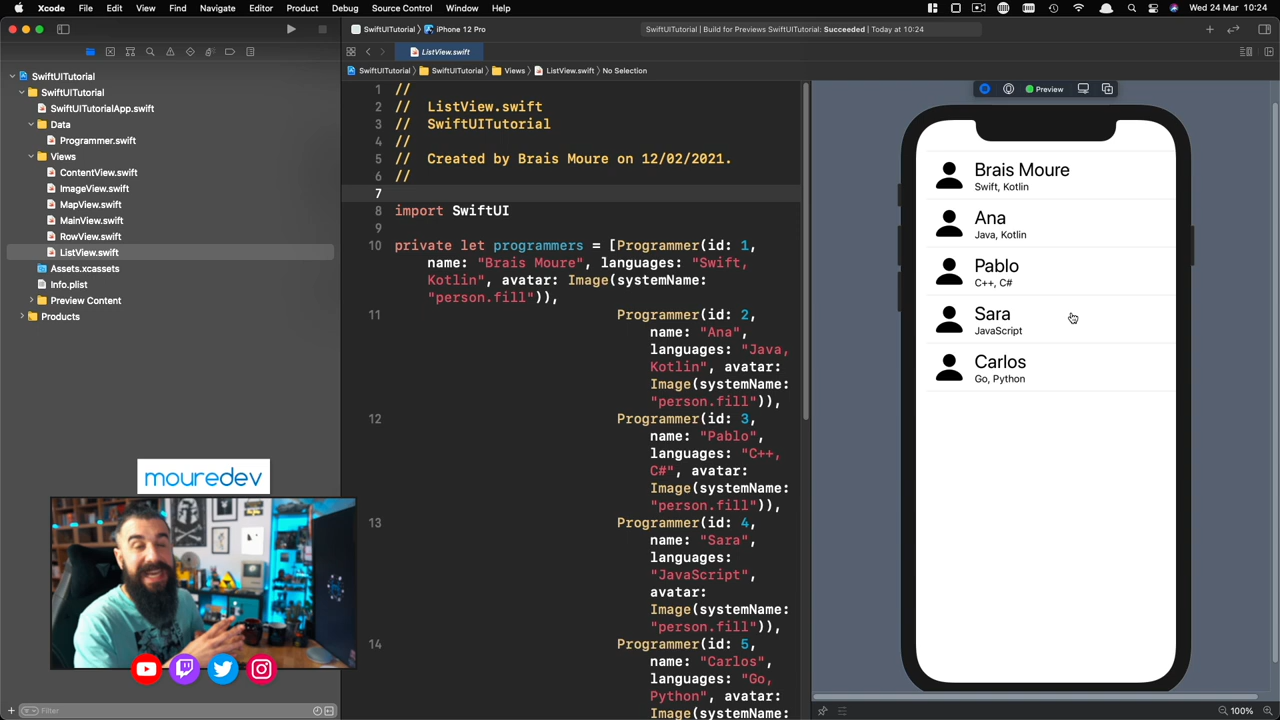 Xcode File Edit View Find Navigate Editor Product Debug Source Control Window Help
Wed 24 Mar 10:24
SwiftUITutorial iPhone 12 Pro
SwiftUITutorial | Build for Previews SwiftUITutorial: Succeeded | Today at 10:24
ListView.swift
SwiftUITutorial
SwiftUITutorial
SwiftUITutorialApp.swift
Data
Programmer.swift
Views
ContentView.swift
ImageView.swift
MapView.swift
MainView.swift
RowView.swift
ListView.swift
Assets.xcassets
Info.plist
Preview Content
Products
Filter
SwiftUITutorial SwiftUITutorial Views ListView.swift No Selection
1 //
2 // ListView.swift
3 // SwiftUITutorial
4 //
5 // Created by Brais Moure on 12/02/2021.
6 //
7
8 import SwiftUI
9
10 private let programmers = [Programmer(id: 1,
name: "Brais Moure", languages: "Swift,
Kotlin", avatar: Image(systemName:
"person.fill")),
11 Programmer(id: 2,
name: "Ana",
languages: "Java,
Kotlin", avatar:
Image(systemName:
"person.fill")),
12 Programmer(id: 3,
name: "Pablo",
languages: "C++,
C#", avatar:
Image(systemName:
"person.fill")),
13 Programmer(id: 4,
name: "Sara",
languages:
"JavaScript",
avatar:
Image(systemName:
"person.fill")),
14 Programmer(id: 5,
name: "Carlos",
languages: "Go,
Python", avatar:
Image(systemName:
Preview
Brais Moure
Swift, Kotlin
Ana
Java, Kotlin
Pablo
C++, C#
Sara
JavaScript
Carlos
Go, Python
100%
mouredev